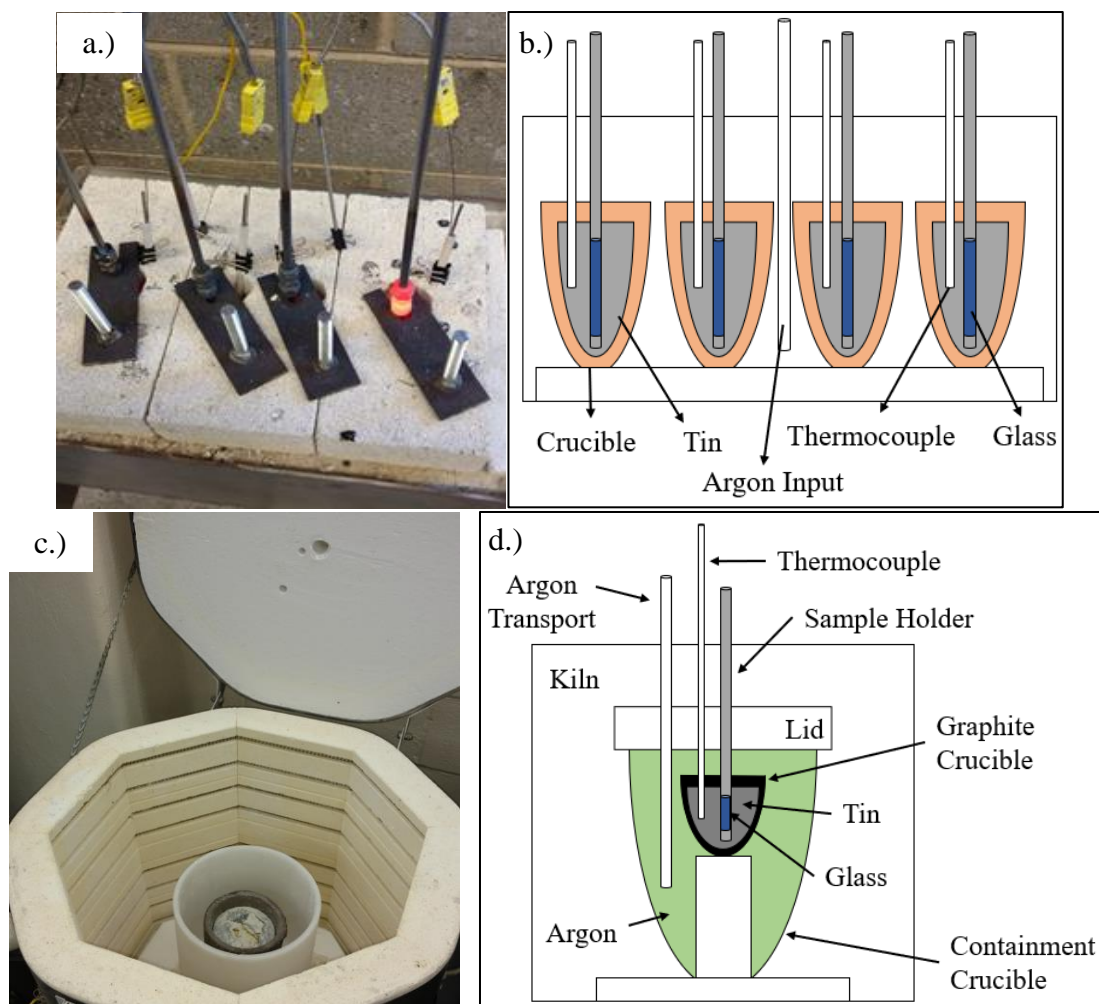 a.)
b.)
Crucible
Tin
Thermocouple
Glass
Argon Input
c.)
d.)
Thermocouple
Argon
Transport
Sample Holder
Kiln
Lid
Graphite
Crucible
Tin
Glass
Argon
Containment
Crucible